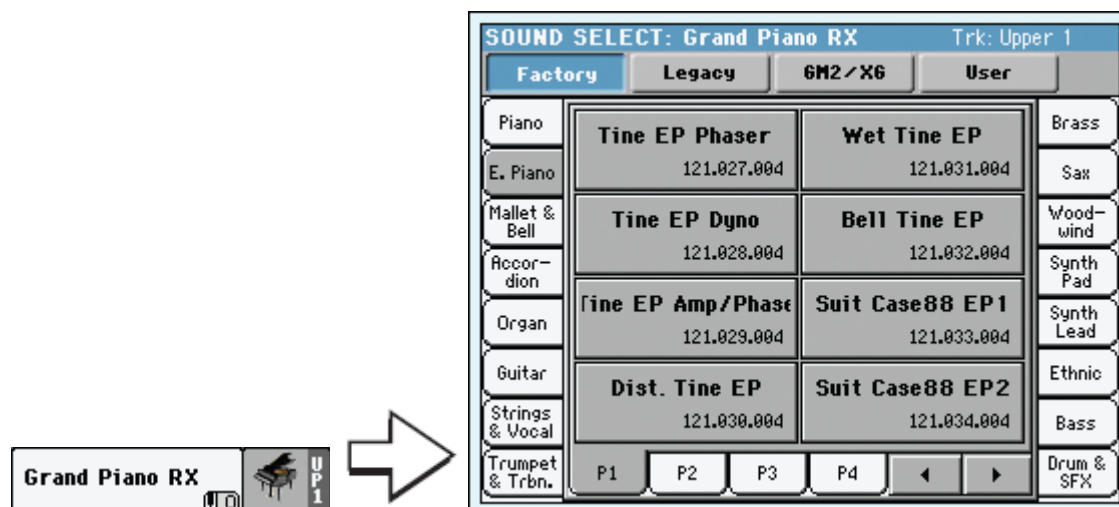 SOUND SELECT: Grand Piano RX Trk: Upper 1
Factory Legacy GM2/XG User
Piano
E. Piano
Mallet &
Bell
Accor-
dion
Organ
Guitar
Strings
& Vocal
Trumpet
& Trbn.
Tine EP Phaser
121.027.004
Wet Tine EP
121.031.004
Tine EP Dyno
121.028.004
Bell Tine EP
121.032.004
Tine EP Amp/Phase
121.029.004
Suit Case88 EP1
121.033.004
Dist. Tine EP
121.030.004
Suit Case88 EP2
121.034.004
P1 P2 P3 P4
Brass
Sax
Wood-
wind
Synth
Pad
Synth
Lead
Ethnic
Bass
Drum &
SFX
Grand Piano RX
UP1